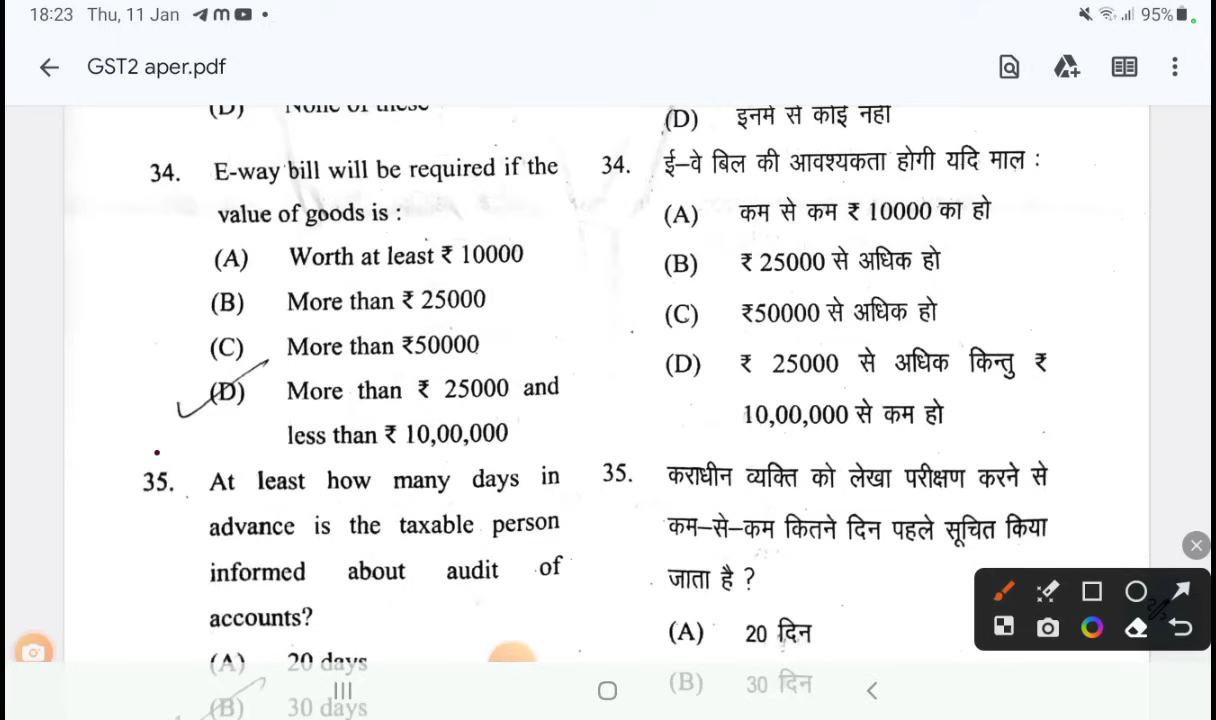 18:23 Thu, 11 Jan
95%
GST2 aper.pdf
(D) None of these
34. E-way bill will be required if the
value of goods is :
(A) Worth at least ₹ 10000
(B) More than ₹ 25000
(C) More than ₹50000
(D) More than ₹ 25000 and
less than ₹ 10,00,000
35. At least how many days in
advance is the taxable person
informed about audit of
accounts?
(A) 20 days
(B) 30 days
(D) इनमें से कोई नहीं
34. ई–वे बिल की आवश्यकता होगी यदि माल :
(A) कम से कम ₹ 10000 का हो
(B) ₹ 25000 से अधिक हो
(C) ₹50000 से अधिक हो
(D) ₹ 25000 से अधिक किन्तु ₹
10,00,000 से कम हो
35. कराधीन व्यक्ति को लेखा परीक्षण करने से
कम–से–कम कितने दिन पहले सूचित किया
जाता है ?
(A) 20 दिन
(B) 30 दिन